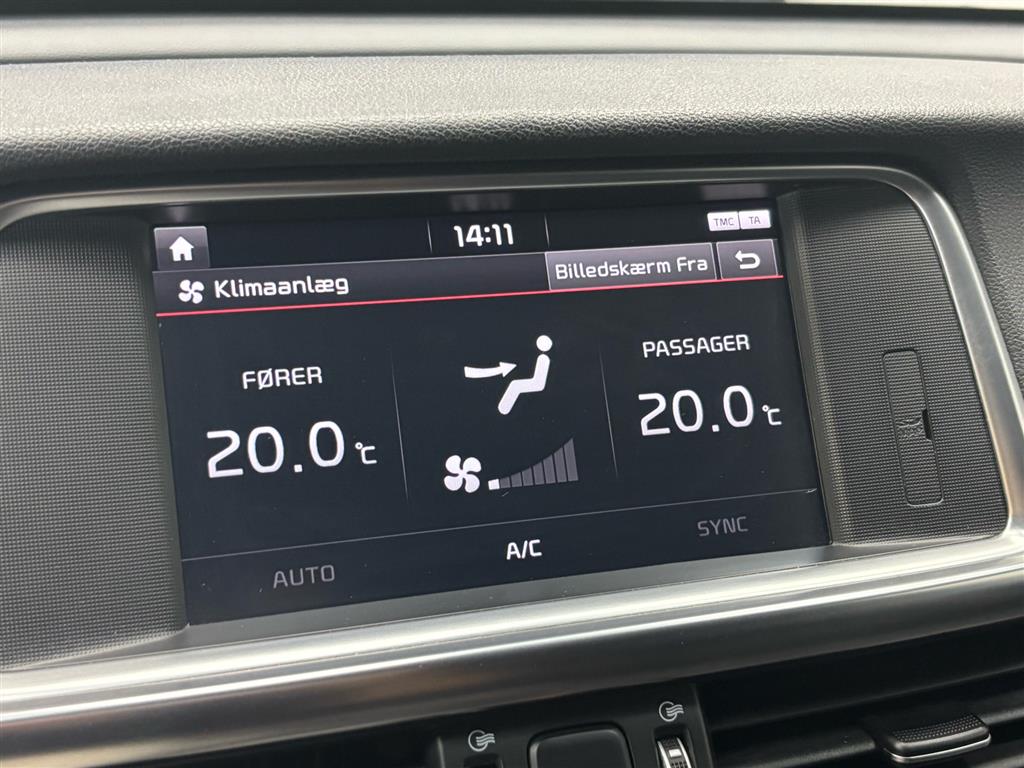 14:11
TMC TA
Klimaanlæg
Billedskærm Fra
FØRER
PASSAGER
20.0 °C
20.0 °C
AUTO
A/C
SYNC